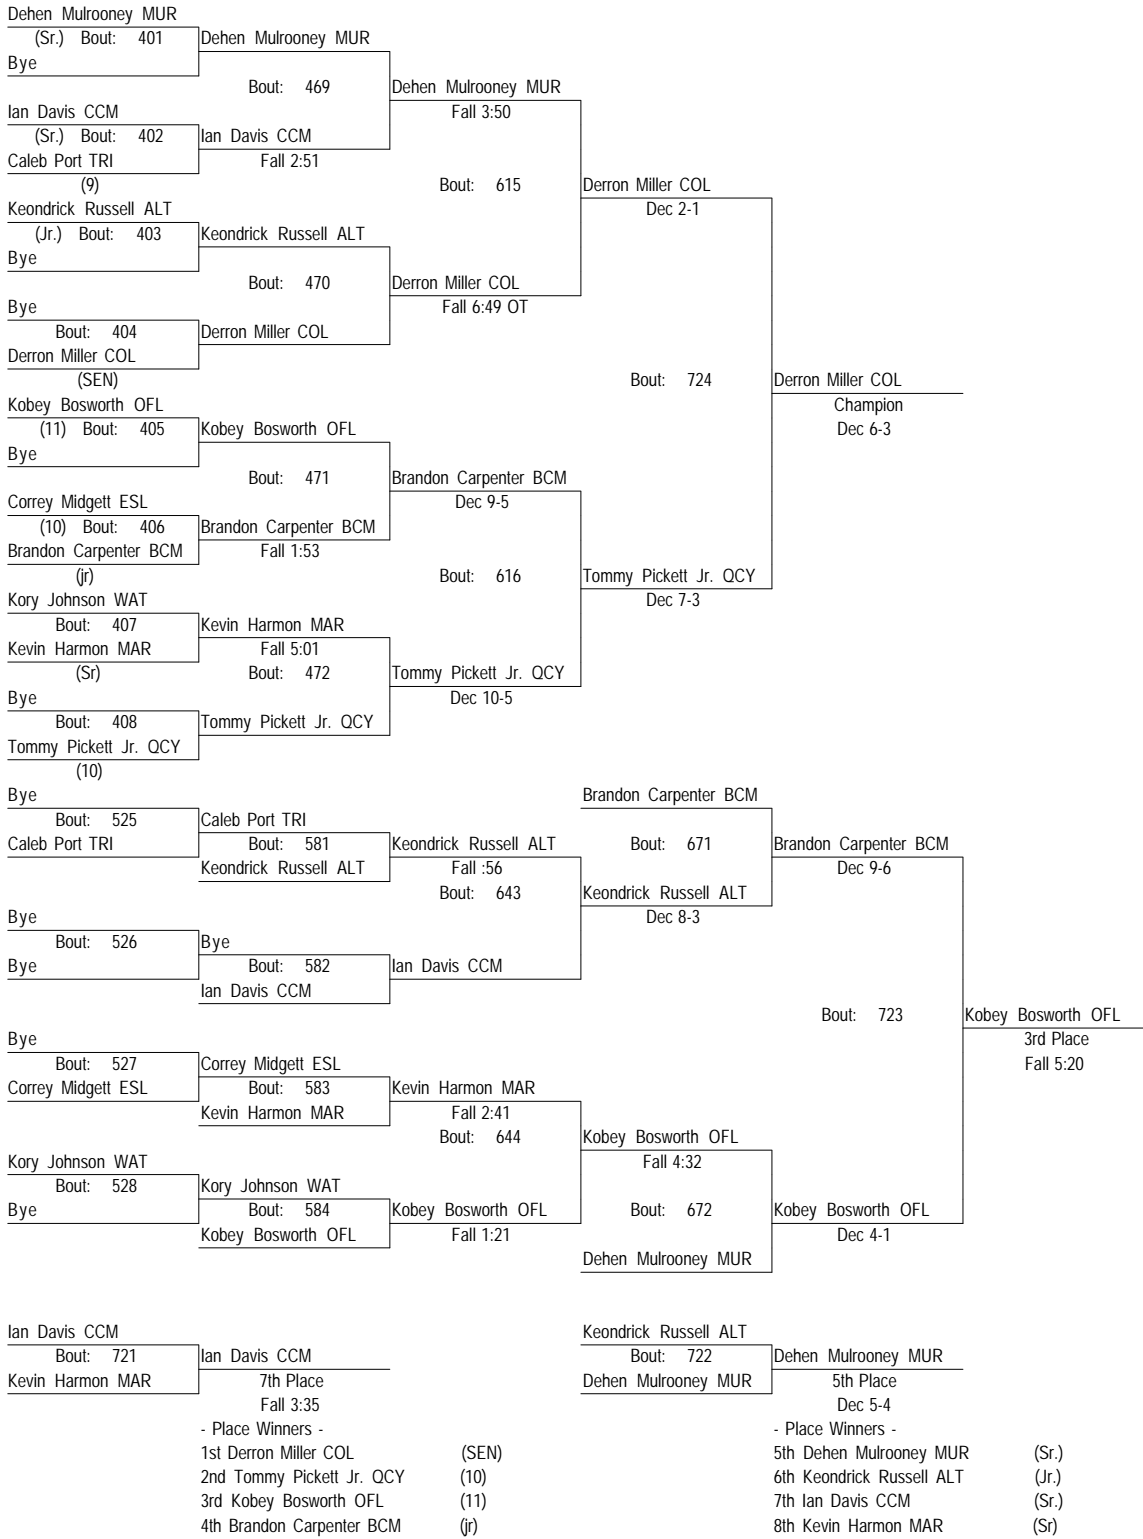 Dehen Mulrooney MUR
(Sr.) Bout: 401 Dehen Mulrooney MUR
Bye
Bout: 469 Dehen Mulrooney MUR
Ian Davis CCM Fall 3:50
(Sr.) Bout: 402 Ian Davis CCM
Caleb Port TRI Fall 2:51
(9) Bout: 615 Derron Miller COL
Keondrick Russell ALT Dec 2-1
(Jr.) Bout: 403 Keondrick Russell ALT
Bye
Bout: 470 Derron Miller COL
Bye Fall 6:49 OT
Bout: 404 Derron Miller COL
Derron Miller COL
(SEN) Bout: 724 Derron Miller COL
Kobey Bosworth OFL Champion
(11) Bout: 405 Kobey Bosworth OFL Dec 6-3
Bye
Bout: 471 Brandon Carpenter BCM
Correy Midgett ESL Dec 9-5
(10) Bout: 406 Brandon Carpenter BCM
Brandon Carpenter BCM Fall 1:53
(jr) Bout: 616 Tommy Pickett Jr. QCY
Kory Johnson WAT Dec 7-3
Bout: 407 Kevin Harmon MAR
Kevin Harmon MAR Fall 5:01
(Sr) Bout: 472 Tommy Pickett Jr. QCY
Bye Dec 10-5
Bout: 408 Tommy Pickett Jr. QCY
Tommy Pickett Jr. QCY
(10)
Bye Brandon Carpenter BCM
Bout: 525 Caleb Port TRI
Caleb Port TRI Bout: 581 Keondrick Russell ALT Bout: 671 Brandon Carpenter BCM
Keondrick Russell ALT Fall :56 Dec 9-6
Bout: 643 Keondrick Russell ALT
Bye Dec 8-3
Bout: 526 Bye
Bye Bout: 582 Ian Davis CCM
Ian Davis CCM
Bout: 723 Kobey Bosworth OFL
Bye 3rd Place
Bout: 527 Correy Midgett ESL Fall 5:20
Correy Midgett ESL Bout: 583 Kevin Harmon MAR
Kevin Harmon MAR Fall 2:41
Bout: 644 Kobey Bosworth OFL
Kory Johnson WAT Fall 4:32
Bout: 528 Kory Johnson WAT
Bye Bout: 584 Kobey Bosworth OFL Bout: 672 Kobey Bosworth OFL
Kobey Bosworth OFL Fall 1:21 Dec 4-1
Dehen Mulrooney MUR
Ian Davis CCM Keondrick Russell ALT
Bout: 721 Ian Davis CCM Bout: 722 Dehen Mulrooney MUR
Kevin Harmon MAR 7th Place Dehen Mulrooney MUR 5th Place
Fall 3:35 Dec 5-4
- Place Winners - - Place Winners -
1st Derron Miller COL (SEN) 5th Dehen Mulrooney MUR (Sr.)
2nd Tommy Pickett Jr. QCY (10) 6th Keondrick Russell ALT (Jr.)
3rd Kobey Bosworth OFL (11) 7th Ian Davis CCM (Sr.)
4th Brandon Carpenter BCM (jr) 8th Kevin Harmon MAR (Sr)